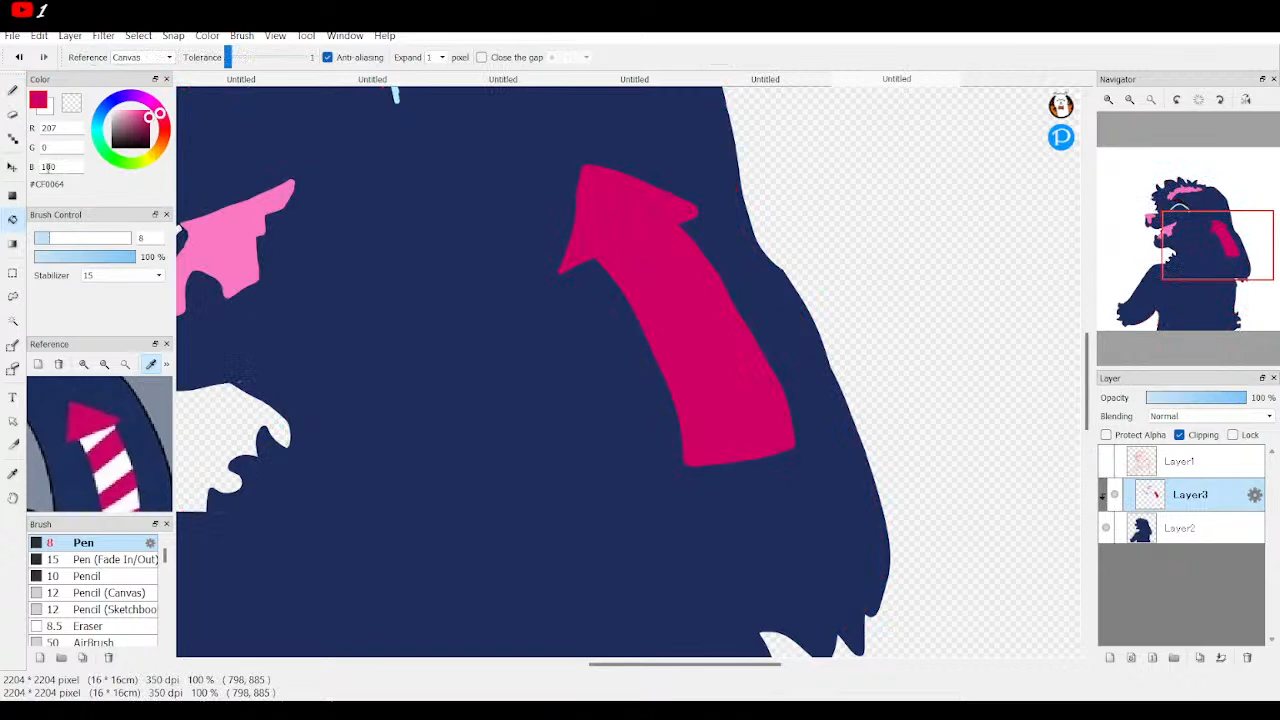 1
File Edit Layer Filter Select Snap Color Brush View Tool Window Help
Reference Canvas Tolerance 1 Anti-aliasing Expand 1 pixel Close the gap
Color Untitled Untitled Untitled Untitled Untitled Untitled Navigator
R 207
G 0
B
#CF0064
Brush Control
8
100 %
Stabilizer 15
Reference
Brush
8 Pen
15 Pen (Fade In/Out)
10 Pencil
12 Pencil (Canvas)
12 Pencil (Sketchboo
8.5 Eraser
50 AirBrush
2204 * 2204 pixel (16 * 16cm) 350 dpi 100 % ( 798, 885)
2204 * 2204 pixel (16 * 16cm) 350 dpi 100 % ( 798, 885)
Layer
Opacity 100 %
Blending Normal
Protect Alpha Clipping Lock
Layer1
Layer3
Layer2